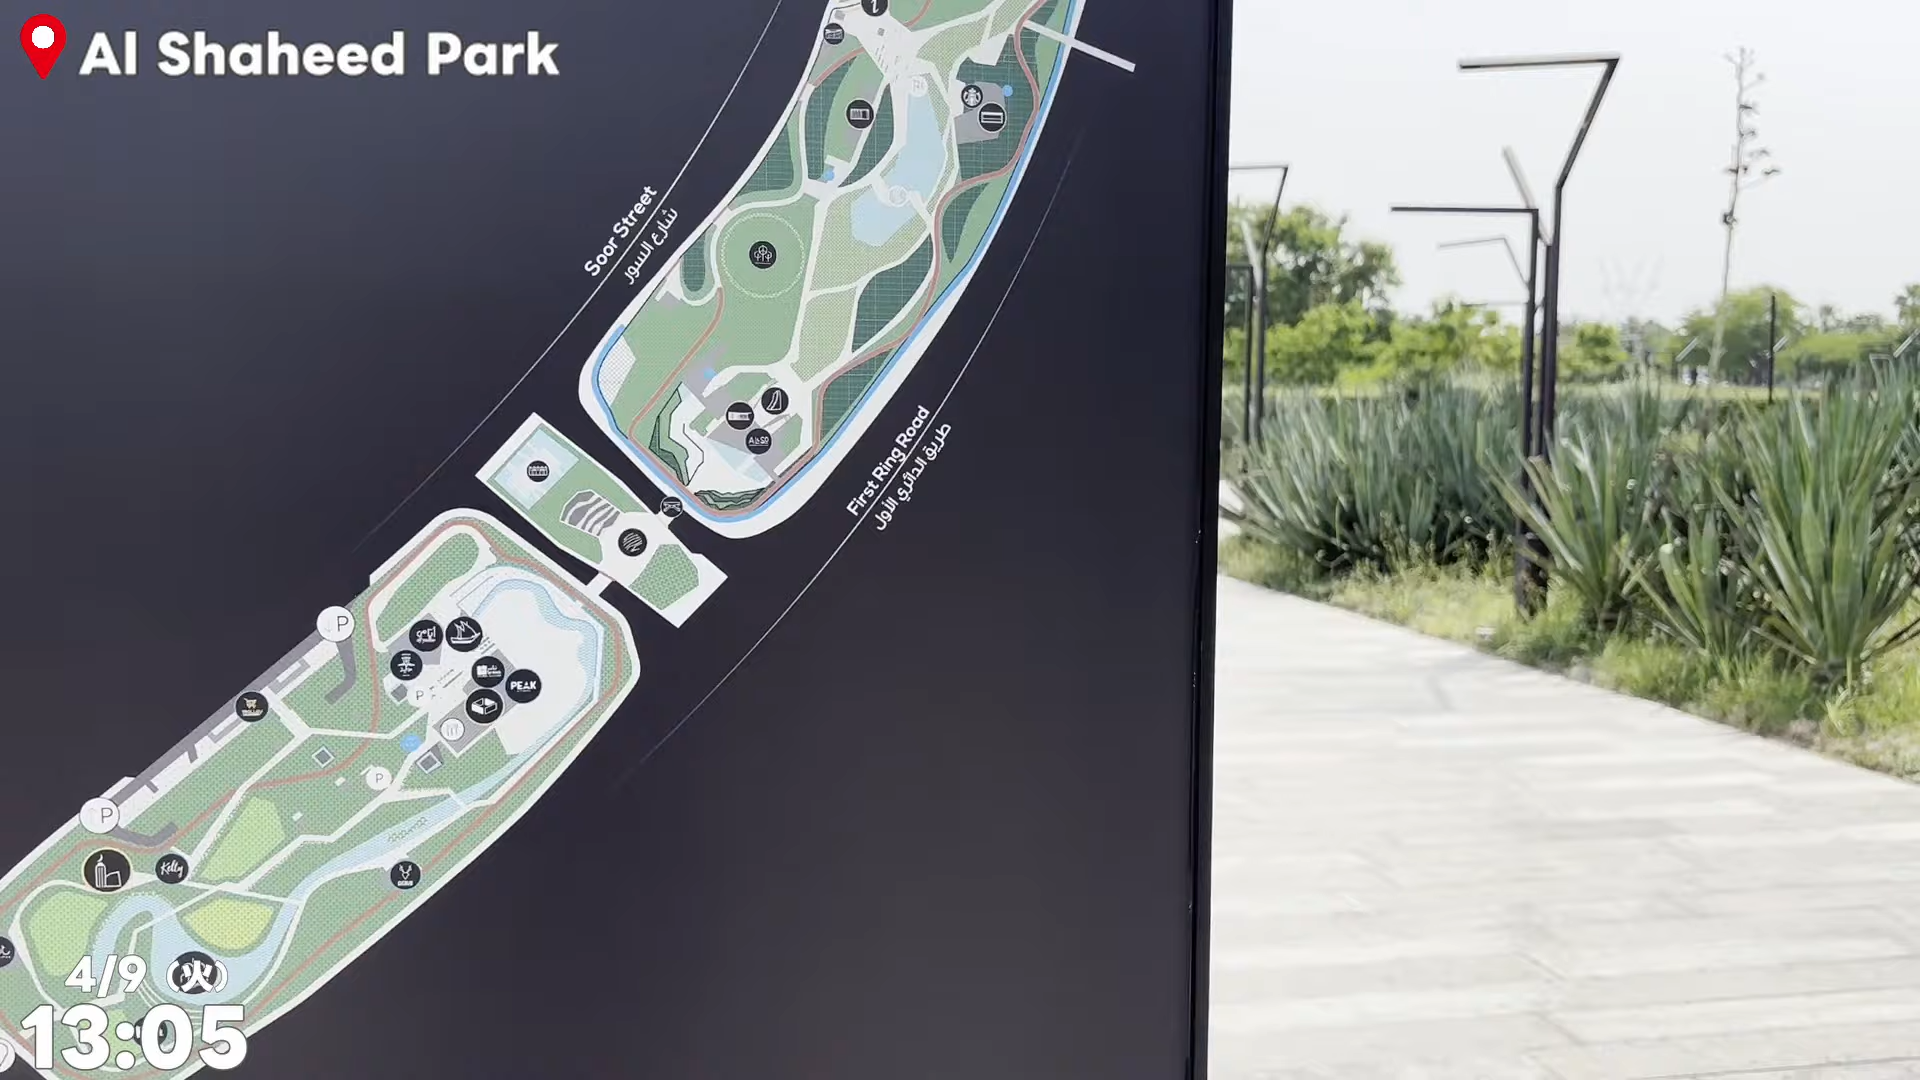 Al Shaheed Park
Soor Street
شارع السور
First Ring Road
طريق الدائري الأول
P
PEAK
P
P
P
Kelly
4/9 (火)
13:05